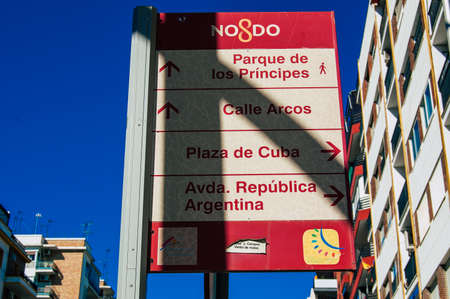 NO8DO
Parque de
los Príncipes
Calle Arcos
Plaza de Cuba
Avda. República
Argentina